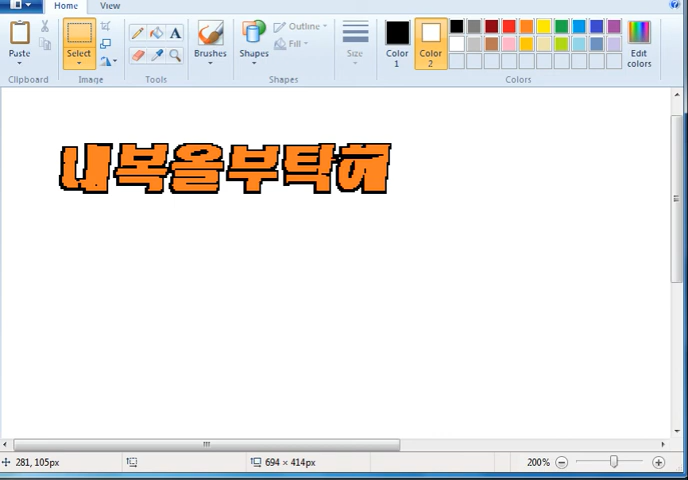 Home View
Paste
Clipboard
Select
Image
Tools
Brushes
Shapes
Outline
Fill
Shapes
Size
Color 1
Color 2
Edit colors
Colors
내복올부탁해
281, 105px
694 × 414px
200%